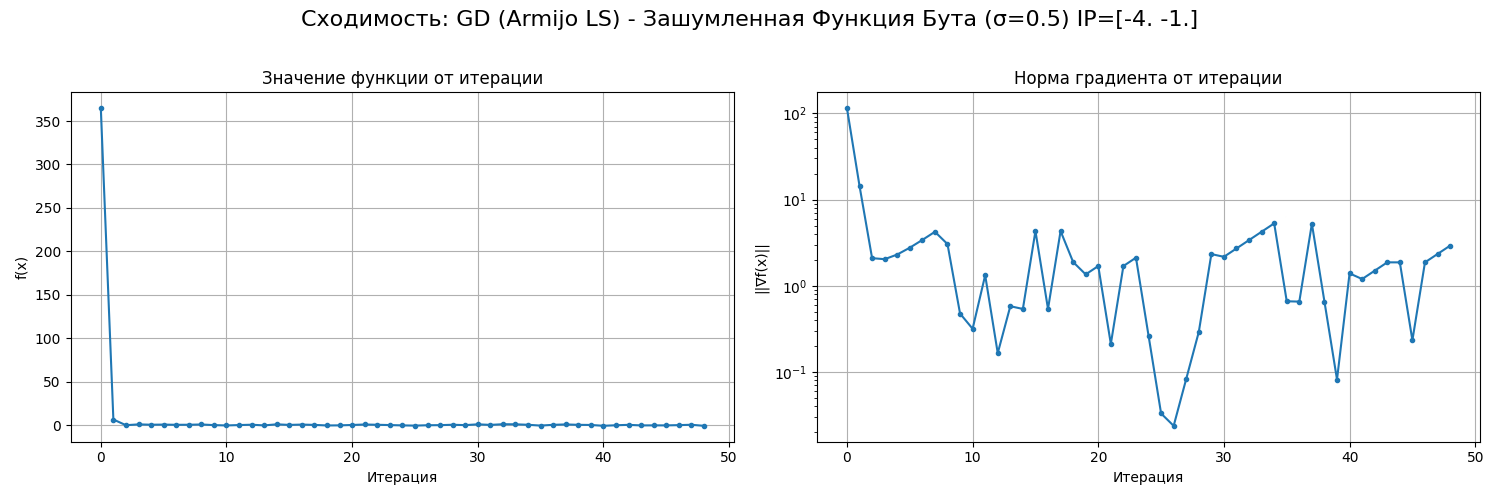 Сходимость: GD (Armijo LS) - Зашумленная Функция Бута (σ=0.5) IP=[-4. -1.]
Значение функции от итерации
f(x)
350
300
250
200
150
100
50
0
0 10 20 30 40 50
Итерация
Норма градиента от итерации
||∇f(x)||
10²
10¹
10⁰
10⁻¹
0 10 20 30 40 50
Итерация